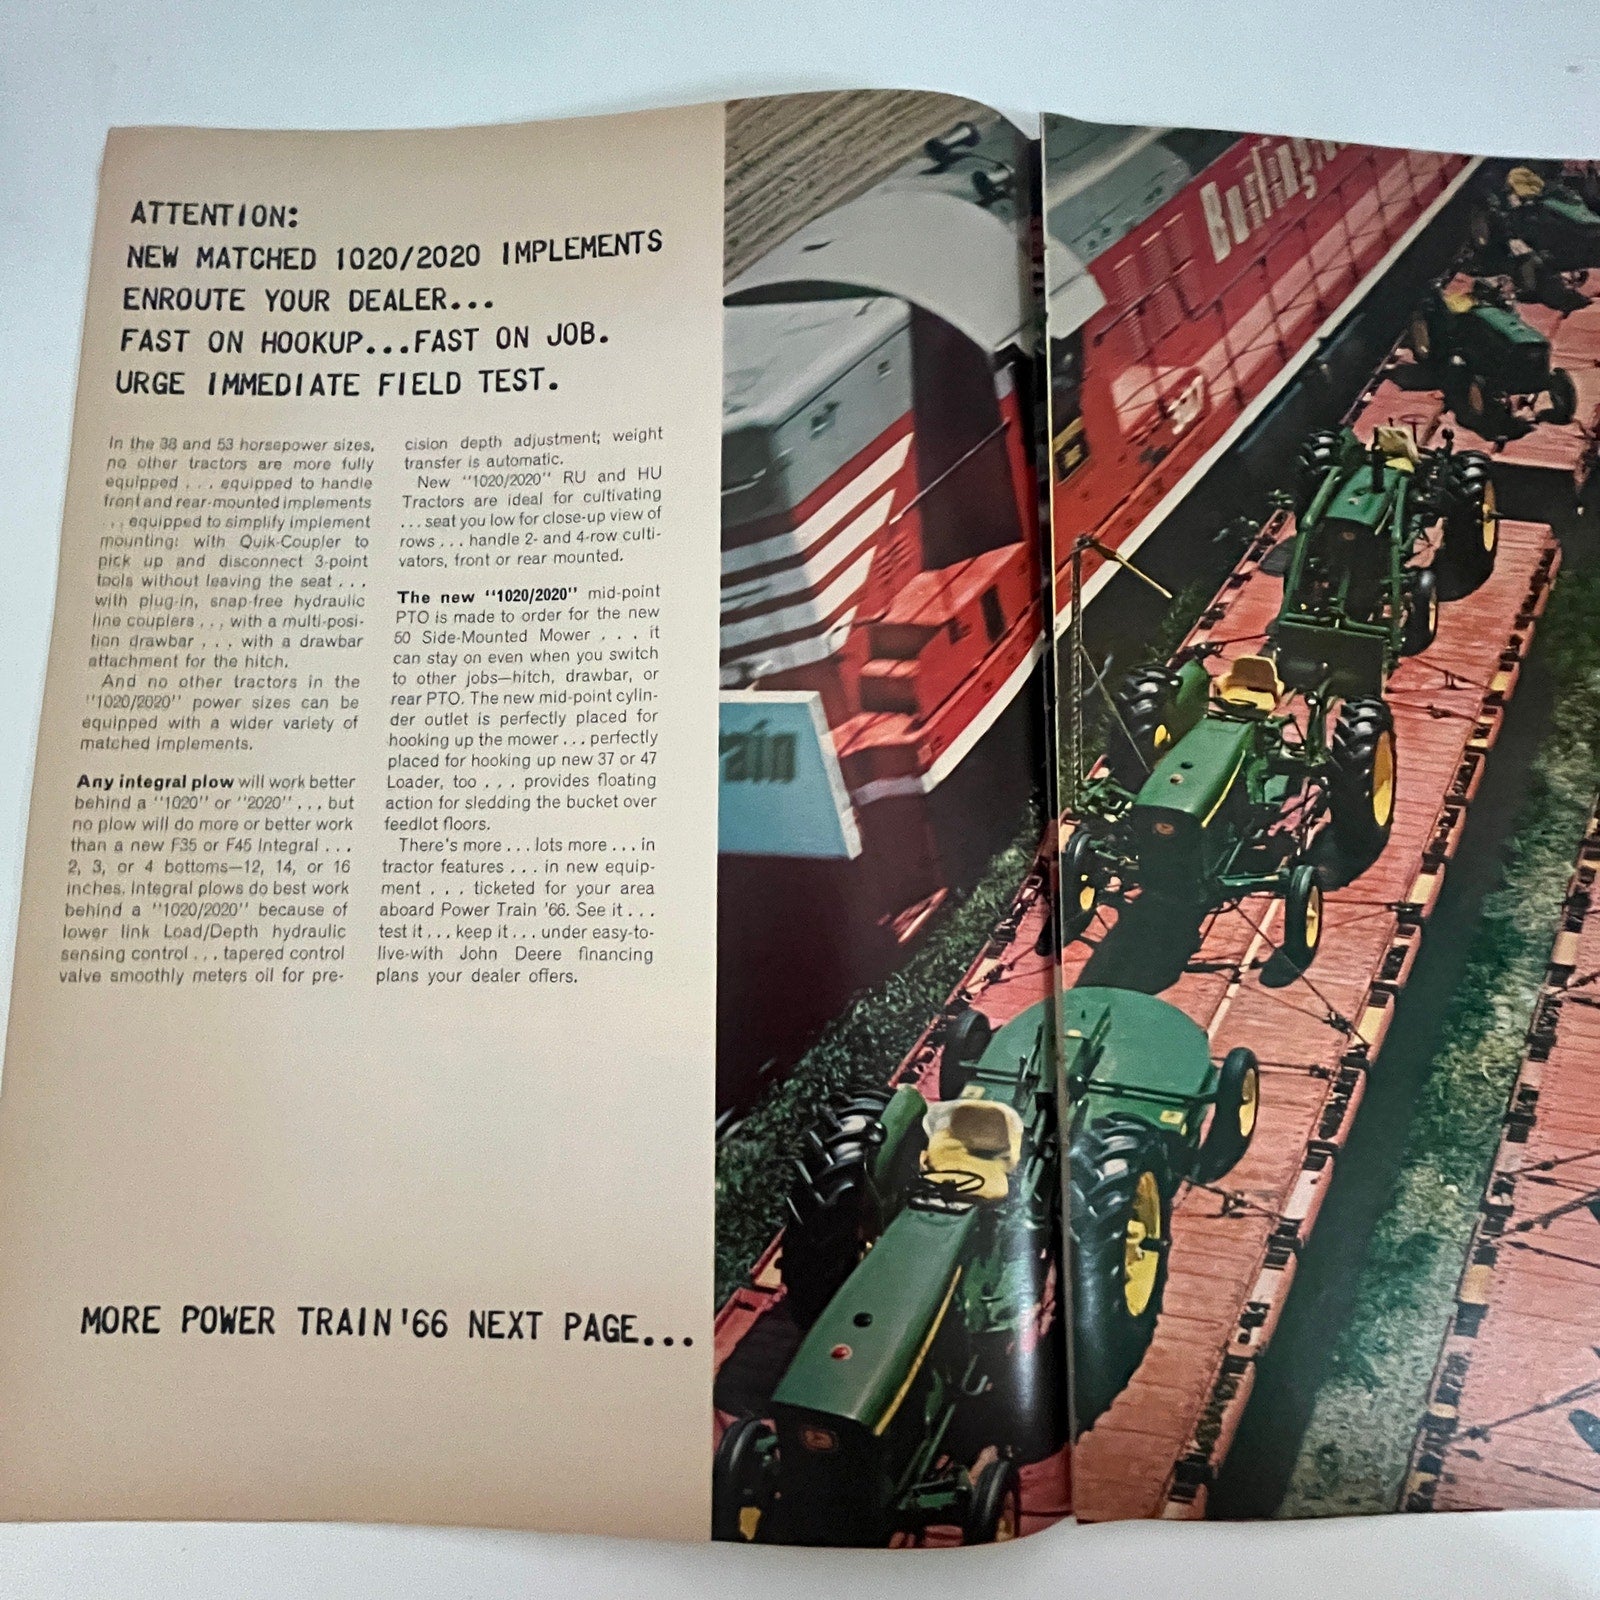 ATTENTION:
NEW MATCHED 1020/2020 IMPLEMENTS
ENROUTE YOUR DEALER...
FAST ON HOOKUP...FAST ON JOB.
URGE IMMEDIATE FIELD TEST.
In the 38 and 53 horsepower sizes,
no other tractors are more fully
equipped . . . equipped to handle
front and rear-mounted implements
. . . equipped to simplify implement
mounting: with Quik-Coupler to
pick up and disconnect 3-point
tools without leaving the seat . . .
with plug-in, snap-free hydraulic
line couplers . . . with a multi-posi-
tion drawbar . . . with a drawbar
attachment for the hitch.
And no other tractors in the
"1020/2020" power sizes can be
equipped with a wider variety of
matched implements.
Any integral plow will work better
behind a "1020" or "2020" . . . but
no plow will do more or better work
than a new F35 or F45 Integral . . .
2, 3, or 4 bottoms—12, 14, or 16
inches. Integral plows do best work
behind a "1020/2020" because of
lower link Load/Depth hydraulic
sensing control . . . tapered control
valve smoothly meters oil for pre-
cision depth adjustment; weight
transfer is automatic.
New "1020/2020" RU and HU
Tractors are ideal for cultivating
. . . seat you low for close-up view of
rows . . . handle 2- and 4-row culti-
vators, front or rear mounted.
The new "1020/2020" mid-point
PTO is made to order for the new
50 Side-Mounted Mower . . . it
can stay on even when you switch
to other jobs—hitch, drawbar, or
rear PTO. The new mid-point cylin-
der outlet is perfectly placed for
hooking up the mower . . . perfectly
placed for hooking up new 37 or 47
Loader, too . . . provides floating
action for sledding the bucket over
feedlot floors.
There's more . . . lots more . . . in
tractor features . . . in new equip-
ment . . . ticketed for your area
aboard Power Train '66. See it . . .
test it . . . keep it . . . under easy-to-
live-with John Deere financing
plans your dealer offers.
MORE POWER TRAIN '66 NEXT PAGE...
Burlington
rain